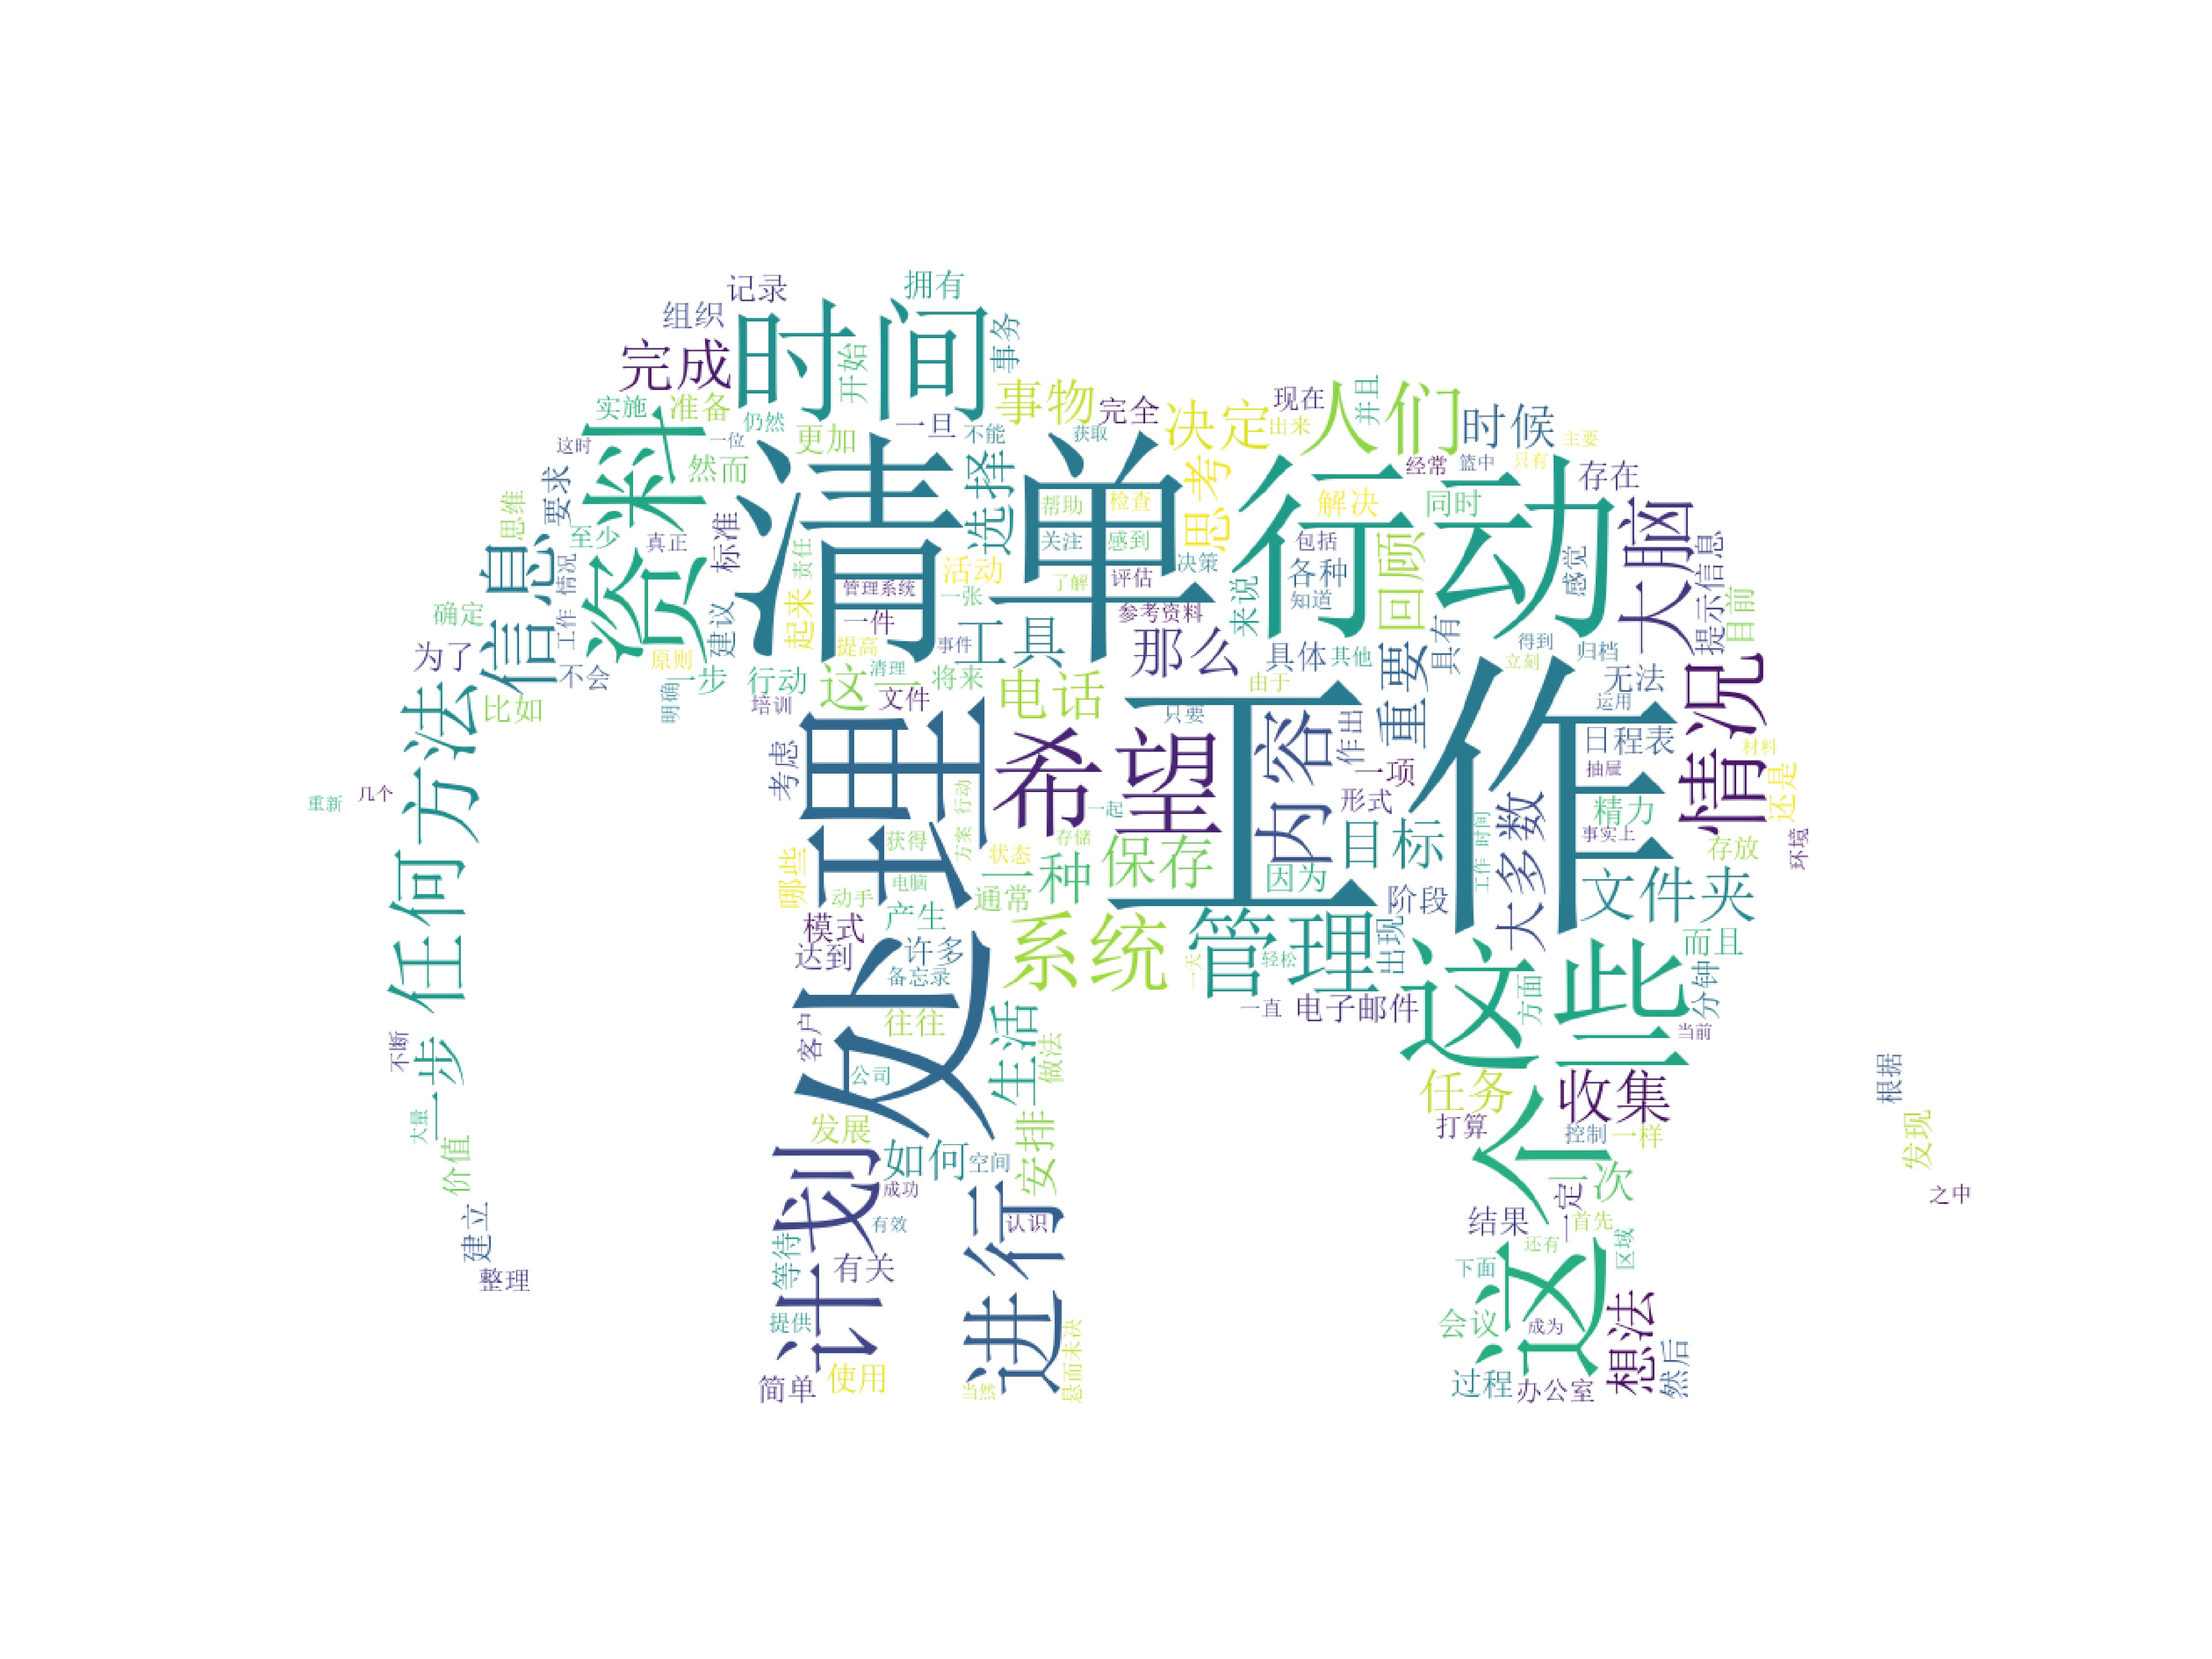 记录
拥有
组织
时间
事务
完成
开始
实施
准备
事物
完全
现在
人们
并且
资料
仍然
更加
一旦
不能
获取
决定
出来
时候
主要
这时
一位
然而
清单
选择
思考
行动
经常
篮中
只有
存在
思维
要求
至少
真正
标准
责任
帮助
检查
解决
同时
大脑
信息
关注
感到
决策
包括
回顾
感觉
提示信息
情况
工作
管理系统
活动
一张
了解
评估
各种
知道
目前
确定
建议
起来
一件
参考资料
来说
为了
不会
原则
一步
行动
提高
事件
工具
那么
具体
其他
具有
得到
归档
立刻
无法
比如
明确
培训
这一
清理
文件
将来
电话
由于
重要
运用
情况
任何方法
考虑
处理
希望
只要
工作
内容
作出
一项
日程表
材料
抽屉
还是
重新
几个
形式
方案
行动
一起
存储
保存
目标
大多数
精力
事实上
环境
工作
时间
哪些
获得
状态
一种
因为
存放
动手
电脑
通常
阶段
文件夹
模式
产生
系统
管理
出现
而且
达到
许多
备忘录
一天
轻松
这些
方面
分钟
往往
一直
电子邮件
当前
不断
一步
客户
公司
生活
做法
任务
收集
根据
大量
价值
发展
安排
打算
控制
一样
发现
计划
如何
空间
这个
一次
一定
之中
成功
建立
有效
认识
结果
首先
整理
等待
有关
进行
还有
区域
下面
提供
会议
成为
想法
简单
使用
当然
悬而未决
过程
办公室
然后